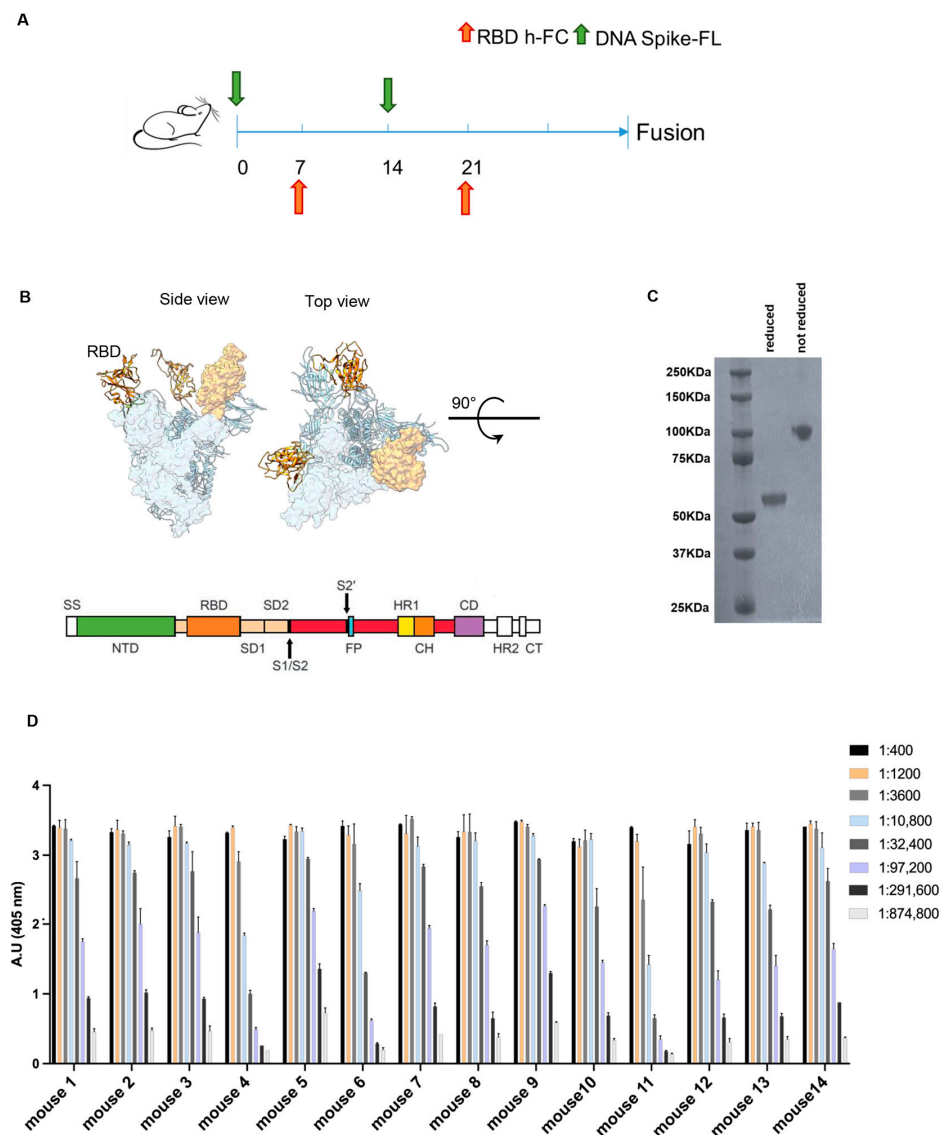 A
RBD h-FC DNA Spike-FL
Fusion
0 7 14 21
B
Side view Top view
RBD
90°
C
reduced
not reduced
250KDa
150KDa
100KDa
75KDa
50KDa
37KDa
25KDa
S2'
SS RBD SD2 HR1 CD
NTD SD1 FP CH HR2 CT
S1/S2
D
1:400
1:1200
1:3600
1:10,800
1:32,400
1:97,200
1:291,600
1:874,800
A.U (405 nm)
4
3
2
1
0
mouse 1
mouse 2
mouse 3
mouse 4
mouse 5
mouse 6
mouse 7
mouse 8
mouse 9
mouse10
mouse 11
mouse 12
mouse 13
mouse14